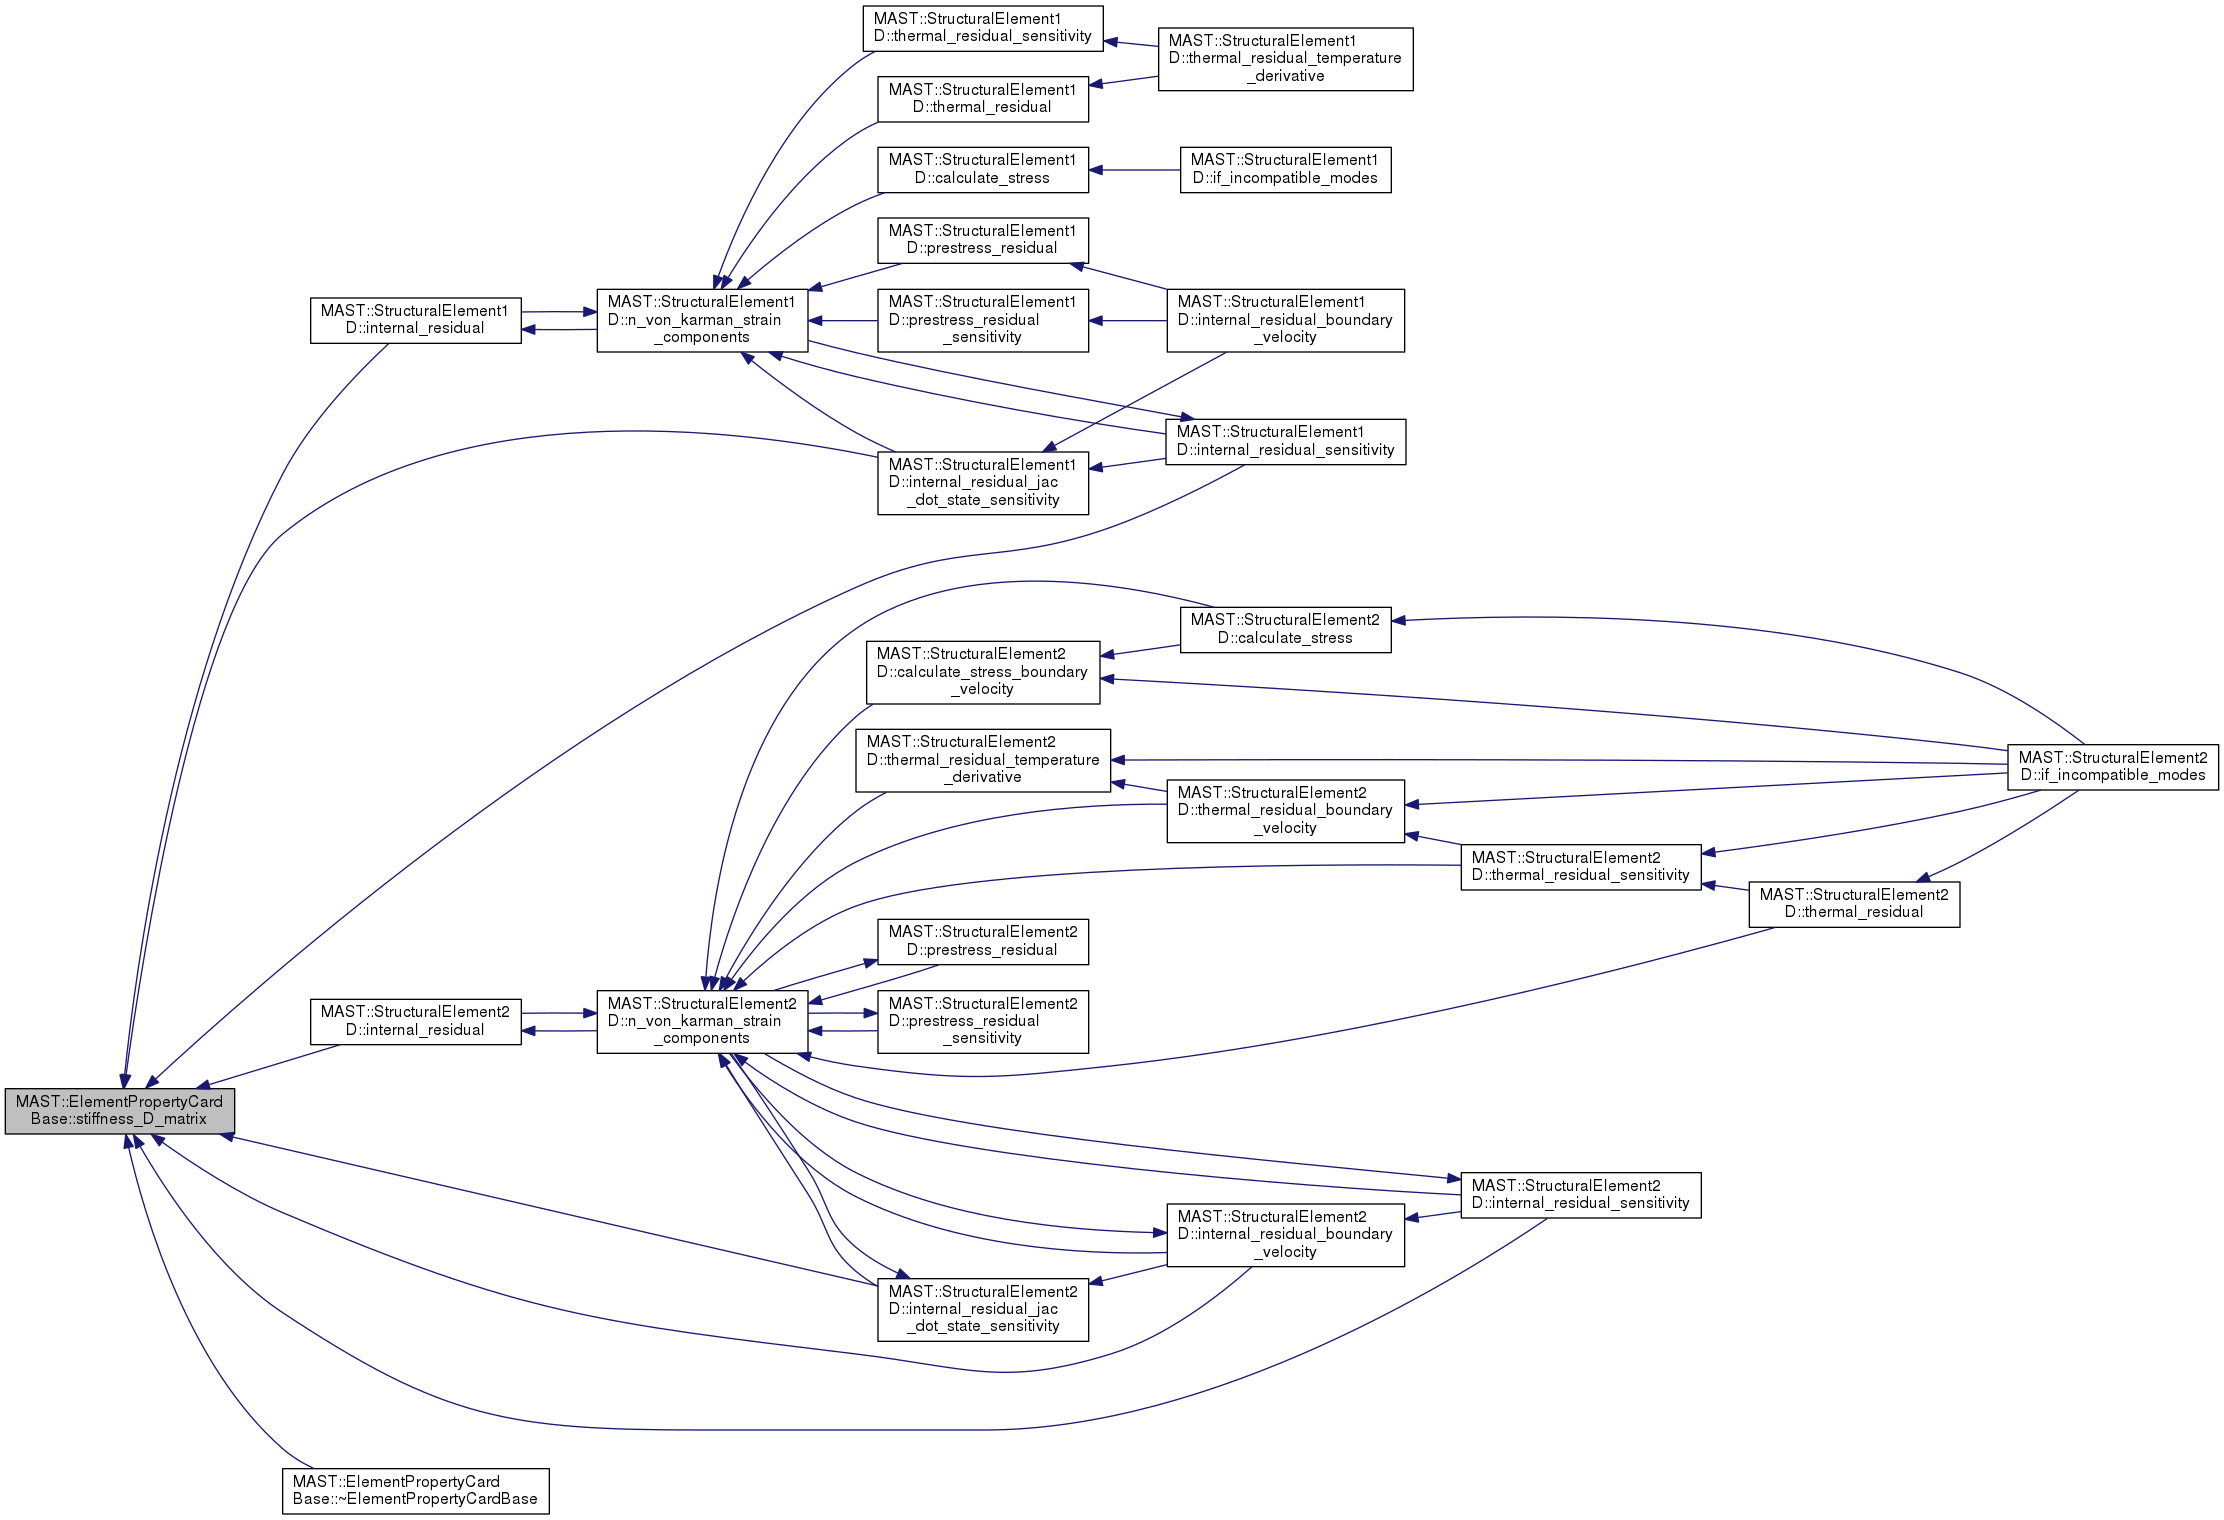 MAST::StructuralElement1
D::thermal_residual_sensitivity
MAST::StructuralElement1
D::thermal_residual_temperature
_derivative
MAST::StructuralElement1
D::thermal_residual
MAST::StructuralElement1
D::calculate_stress
MAST::StructuralElement1
D::if_incompatible_modes
MAST::StructuralElement1
D::prestress_residual
MAST::StructuralElement1
D::internal_residual
MAST::StructuralElement1
D::n_von_karman_strain
_components
MAST::StructuralElement1
D::prestress_residual
_sensitivity
MAST::StructuralElement1
D::internal_residual_boundary
_velocity
MAST::StructuralElement1
D::internal_residual_sensitivity
MAST::StructuralElement1
D::internal_residual_jac
_dot_state_sensitivity
MAST::StructuralElement2
D::calculate_stress
MAST::StructuralElement2
D::calculate_stress_boundary
_velocity
MAST::StructuralElement2
D::thermal_residual_temperature
_derivative
MAST::StructuralElement2
D::if_incompatible_modes
MAST::StructuralElement2
D::thermal_residual_boundary
_velocity
MAST::StructuralElement2
D::thermal_residual_sensitivity
MAST::StructuralElement2
D::thermal_residual
MAST::StructuralElement2
D::prestress_residual
MAST::StructuralElement2
D::internal_residual
MAST::StructuralElement2
D::n_von_karman_strain
_components
MAST::StructuralElement2
D::prestress_residual
_sensitivity
MAST::ElementPropertyCard
Base::stiffness_D_matrix
MAST::StructuralElement2
D::internal_residual_sensitivity
MAST::StructuralElement2
D::internal_residual_boundary
_velocity
MAST::StructuralElement2
D::internal_residual_jac
_dot_state_sensitivity
MAST::ElementPropertyCard
Base::~ElementPropertyCardBase